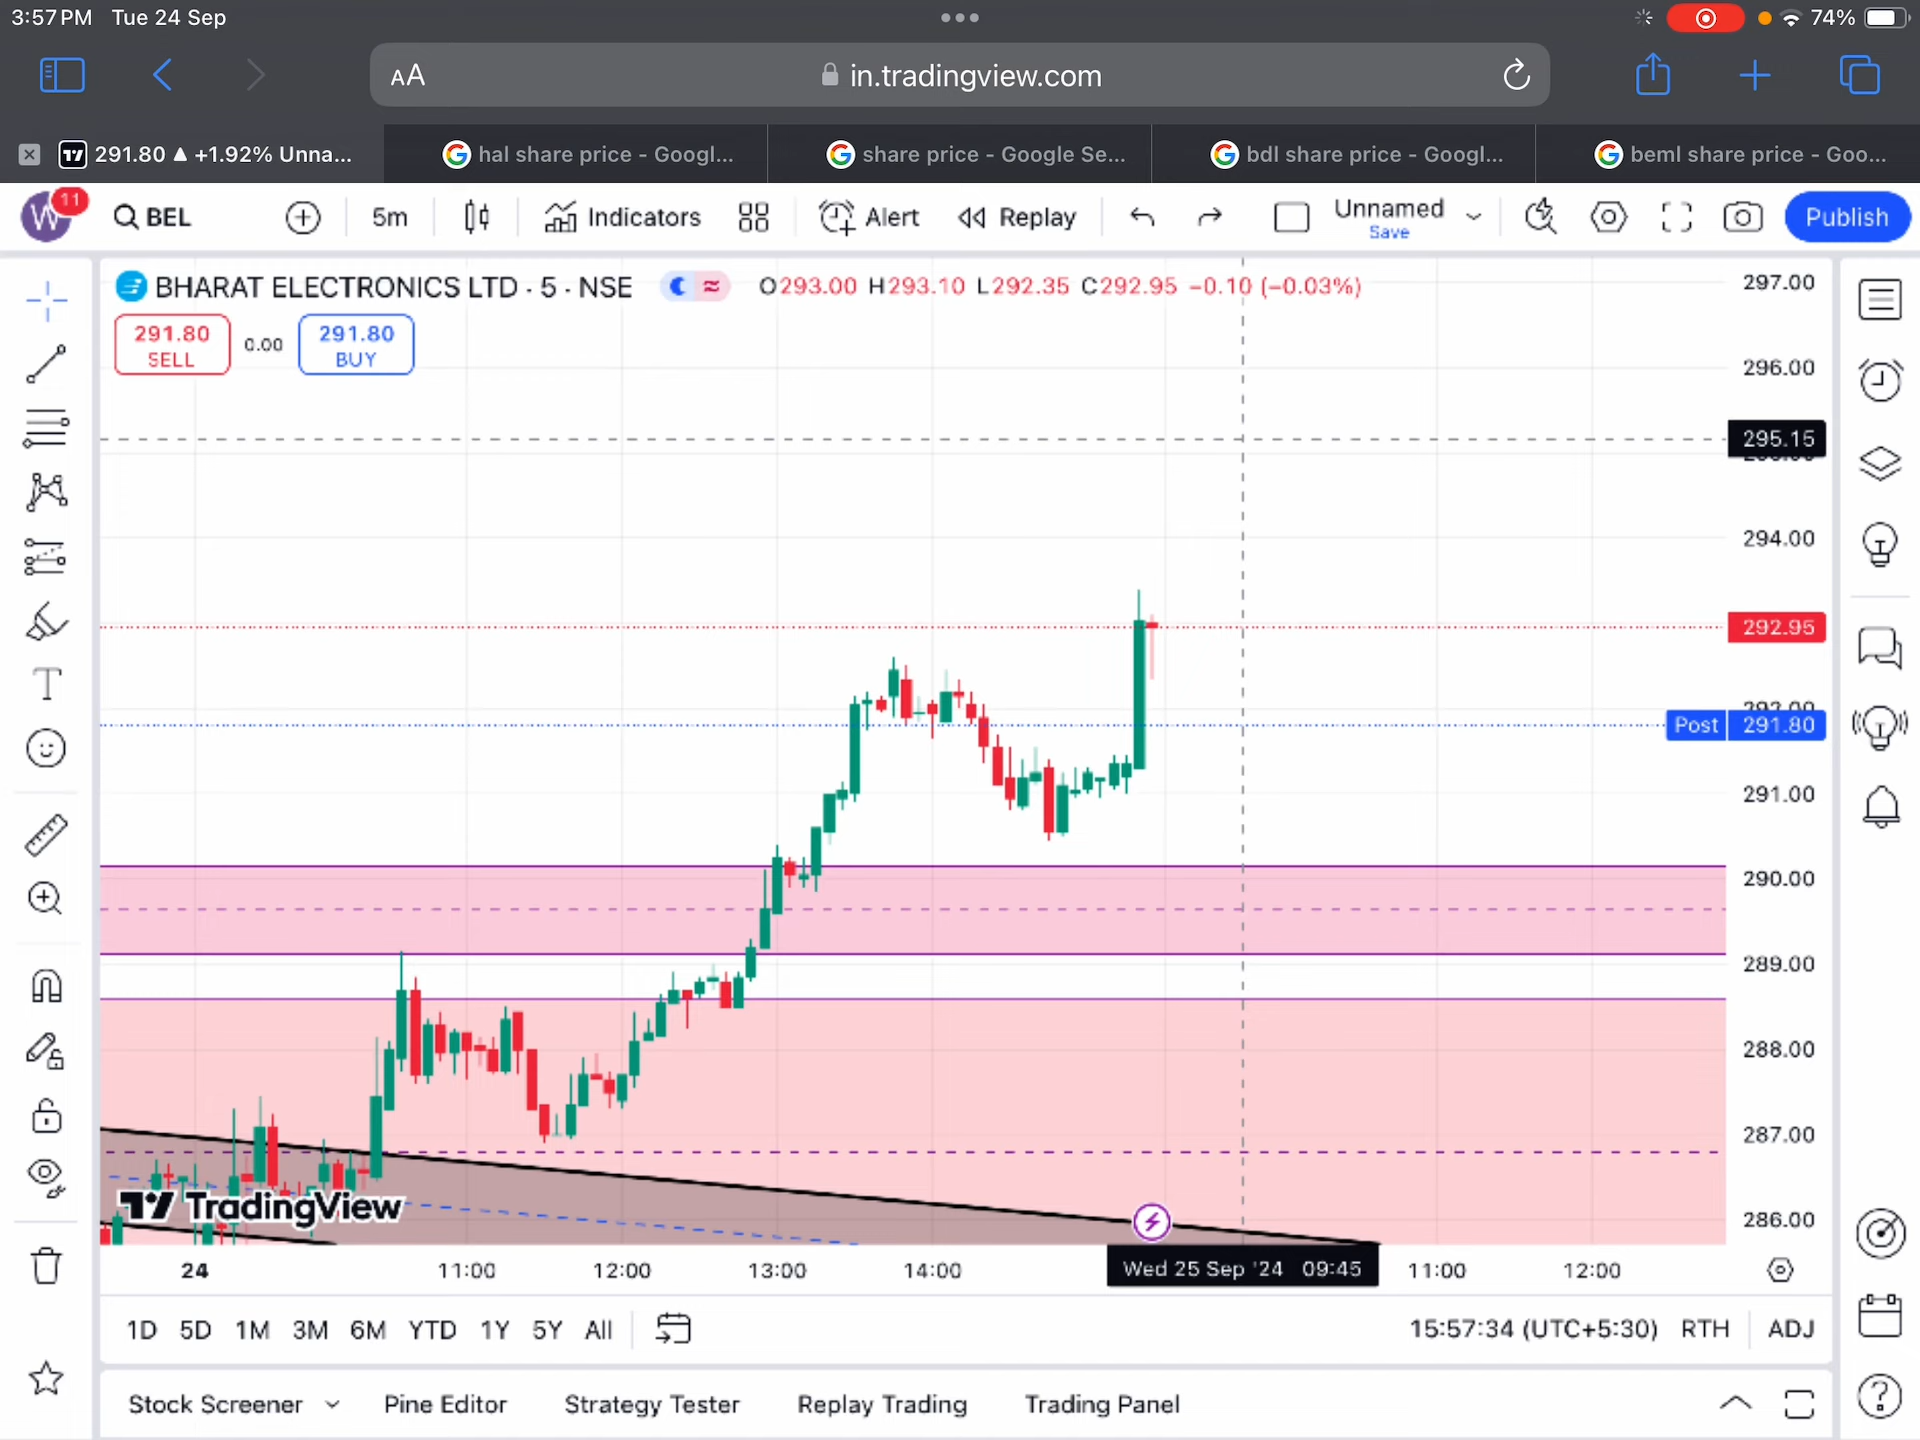 3:57 PM Tue 24 Sep
74%
AA in.tradingview.com
291.80 ▲ +1.92% Unna...
hal share price - Googl...
share price - Google Se...
bdl share price - Googl...
beml share price - Goo...
W 11
BEL
5m
Indicators
Alert
Replay
Unnamed
Save
Publish
BHARAT ELECTRONICS LTD · 5 · NSE
O293.00 H293.10 L292.35 C292.95 −0.10 (−0.03%)
291.80
SELL
0.00
291.80
BUY
297.00
296.00
295.15
294.00
292.95
292.00
Post 291.80
291.00
290.00
289.00
288.00
287.00
286.00
TradingView
24
11:00
12:00
13:00
14:00
Wed 25 Sep '24 09:45
11:00
12:00
1D 5D 1M 3M 6M YTD 1Y 5Y All
15:57:34 (UTC+5:30) RTH ADJ
Stock Screener
Pine Editor
Strategy Tester
Replay Trading
Trading Panel